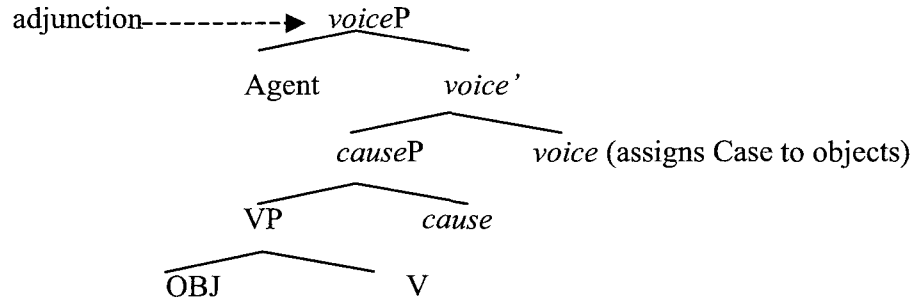 adjunction voiceP
Agent voice’
causeP voice (assigns Case to objects)
VP cause
OBJ V